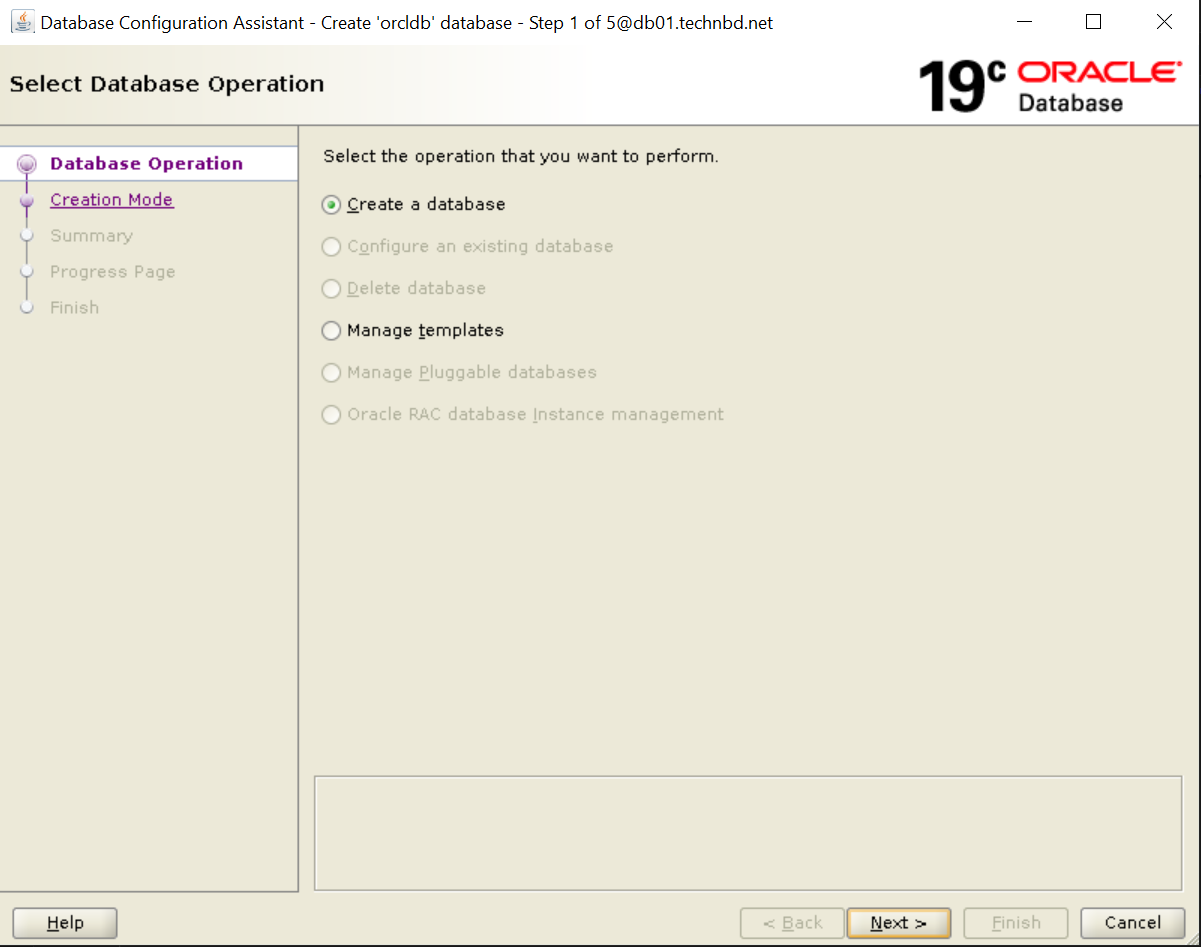 Database Configuration Assistant - Create 'orcldb' database - Step 1 of 5@db01.technbd.net
Select Database Operation
19c ORACLE
Database
Database Operation
Creation Mode
Summary
Progress Page
Finish
Select the operation that you want to perform.
Create a database
Configure an existing database
Delete database
Manage templates
Manage Pluggable databases
Oracle RAC database Instance management
Help
< Back
Next >
Finish
Cancel